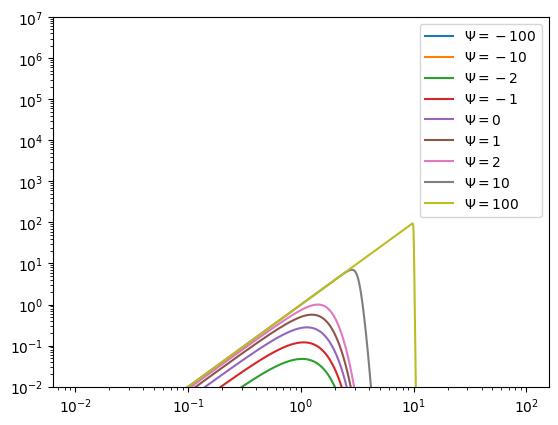 10^7
10^6
10^5
10^4
10^3
10^2
10^1
10^0
10^−1
10^−2
10^−2
10^−1
10^0
10^1
10^2
Ψ = −100
Ψ = −10
Ψ = −2
Ψ = −1
Ψ = 0
Ψ = 1
Ψ = 2
Ψ = 10
Ψ = 100